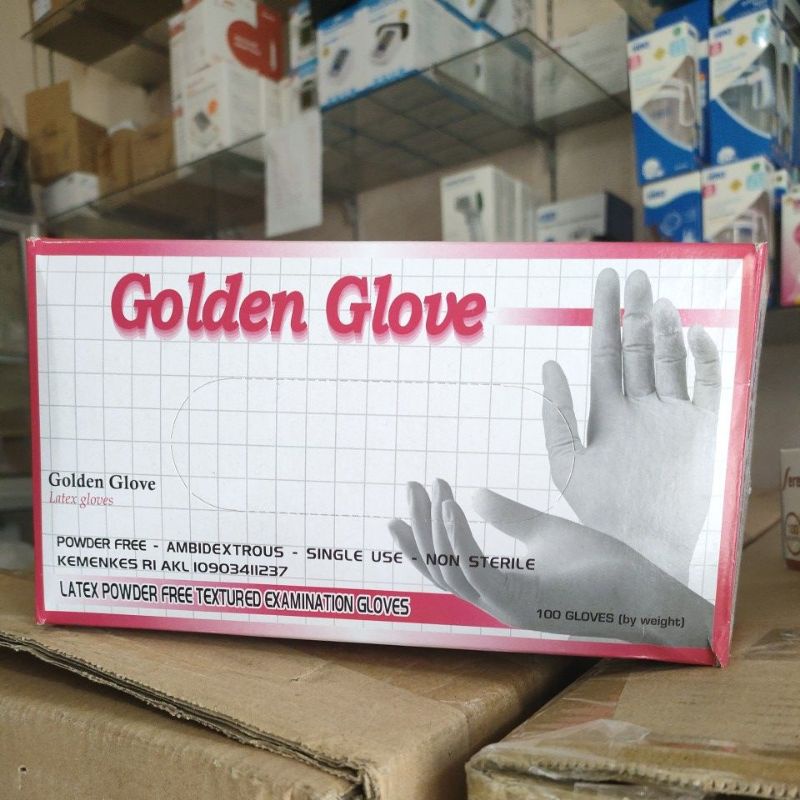 Golden Glove
Golden Glove
Latex gloves
POWDER FREE - AMBIDEXTROUS - SINGLE USE - NON STERILE
KEMENKES RI AKL 10903411237
LATEX POWDER FREE TEXTURED EXAMINATION GLOVES
100 GLOVES (by weight)